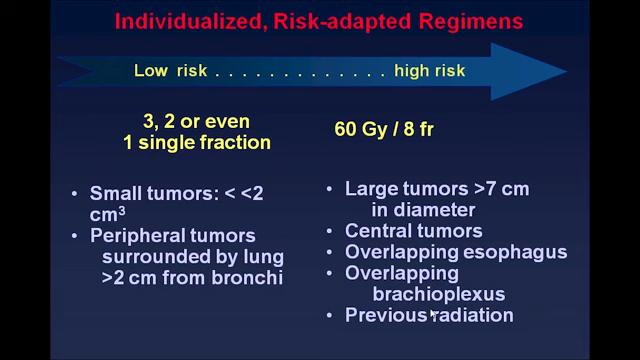 Individualized, Risk-adapted Regimens
Low risk . . . . . . . . . . . . . high risk
3, 2 or even
1 single fraction
• Small tumors: < <2
cm³
• Peripheral tumors
surrounded by lung
>2 cm from bronchi
60 Gy / 8 fr
• Large tumors >7 cm
in diameter
• Central tumors
• Overlapping esophagus
• Overlapping
brachioplexus
• Previous radiation